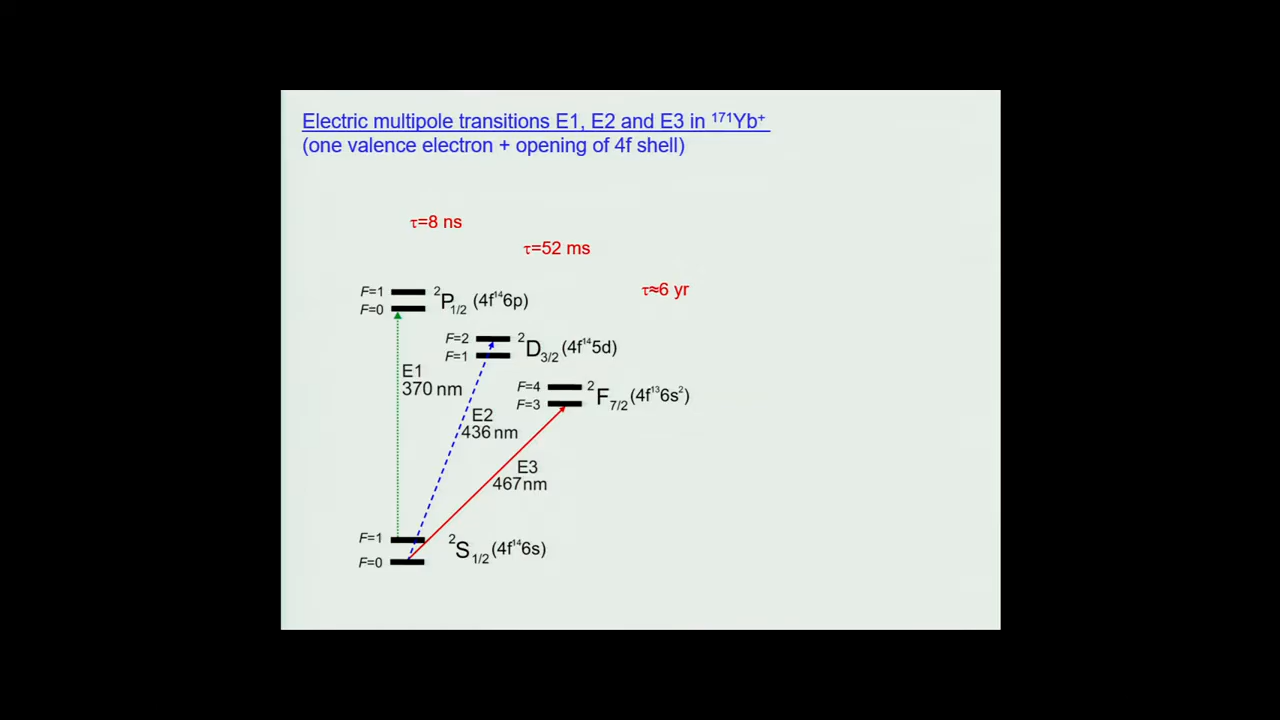 Electric multipole transitions E1, E2 and E3 in ¹⁷¹Yb⁺
(one valence electron + opening of 4f shell)
τ=8 ns
τ=52 ms
τ≈6 yr
F=1
F=0
²P₁/₂ (4f¹⁴6p)
F=2
F=1
²D₃/₂ (4f¹⁴5d)
E1
370 nm
F=4
F=3
²F₇/₂ (4f¹³6s²)
E2
436 nm
E3
467 nm
F=1
F=0
²S₁/₂ (4f¹⁴6s)